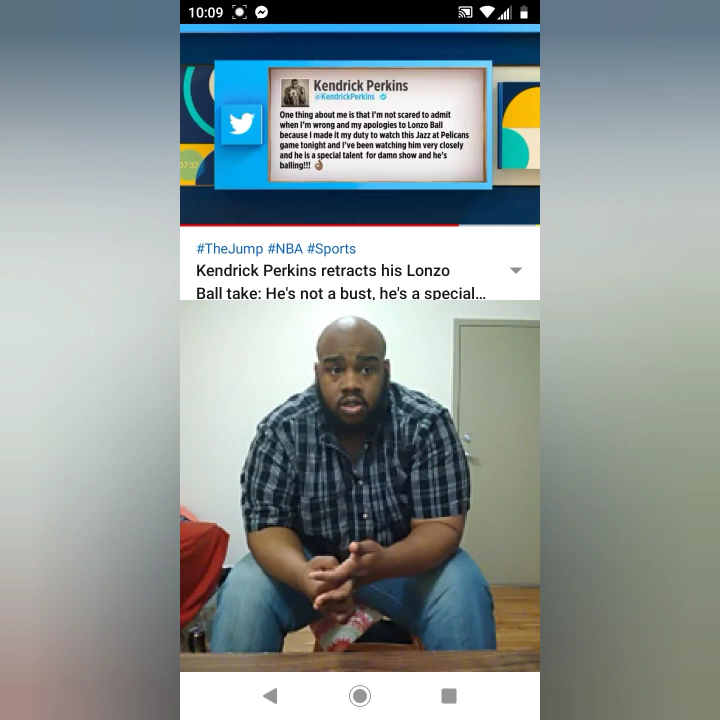 10:09
Kendrick Perkins
@KendrickPerkins
One thing about me is that I'm not scared to admit
when I'm wrong and my apologies to Lonzo Ball
because I made it my duty to watch this Jazz at Pelicans
game tonight and I've been watching him very closely
and he is a special talent for damn show and he's
balling!!! 👌🏾
07:37
#TheJump #NBA #Sports
Kendrick Perkins retracts his Lonzo
Ball take: He's not a bust, he's a special...